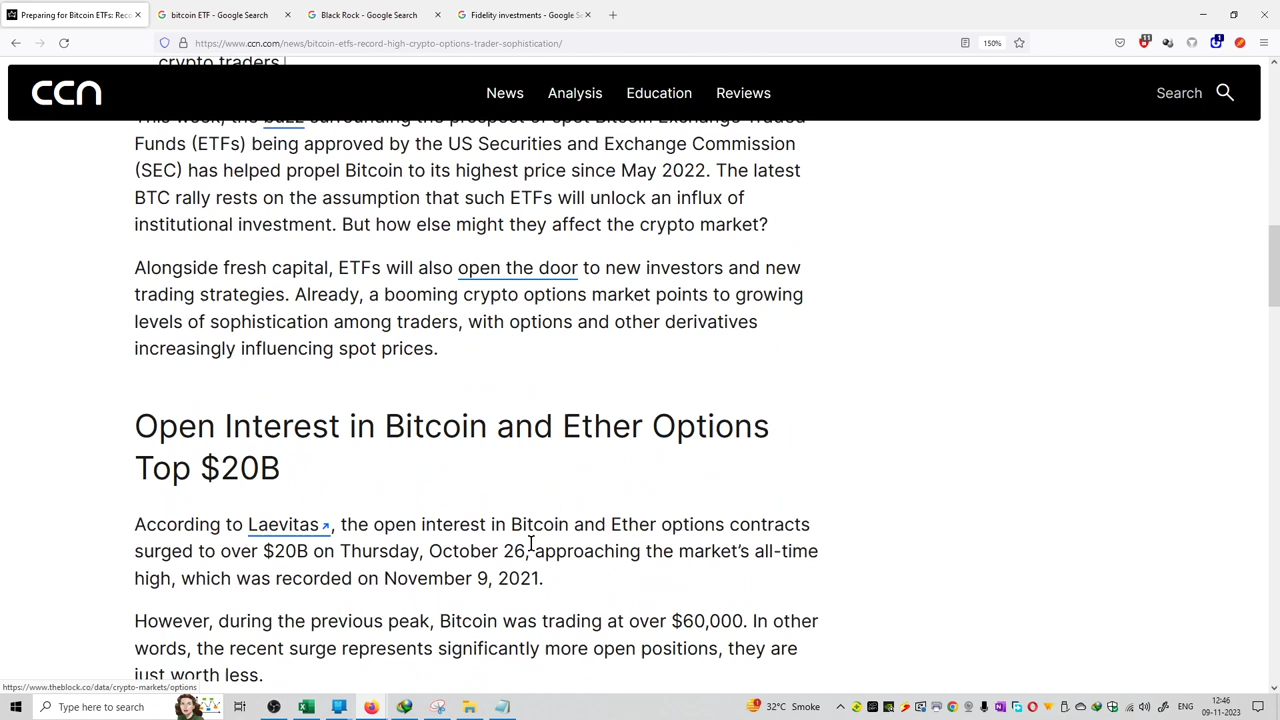 Preparing for Bitcoin ETFs: Reco
bitcoin ETF - Google Search
Black Rock - Google Search
Fidelity investments - Google Se
https://www.ccn.com/news/bitcoin-etfs-record-high-crypto-options-trader-sophistication/
150%
11
1
crypto traders.
ccn
News
Analysis
Education
Reviews
Search
This week, the buzz surrounding the prospect of spot Bitcoin Exchange Traded
Funds (ETFs) being approved by the US Securities and Exchange Commission
(SEC) has helped propel Bitcoin to its highest price since May 2022. The latest
BTC rally rests on the assumption that such ETFs will unlock an influx of
institutional investment. But how else might they affect the crypto market?
Alongside fresh capital, ETFs will also open the door to new investors and new
trading strategies. Already, a booming crypto options market points to growing
levels of sophistication among traders, with options and other derivatives
increasingly influencing spot prices.
Open Interest in Bitcoin and Ether Options
Top $20B
According to Laevitas, the open interest in Bitcoin and Ether options contracts
surged to over $20B on Thursday, October 26, approaching the market’s all-time
high, which was recorded on November 9, 2021.
However, during the previous peak, Bitcoin was trading at over $60,000. In other
words, the recent surge represents significantly more open positions, they are
just worth less.
https://www.theblock.co/data/crypto-markets/options
Type here to search
32°C Smoke
12:46
09-11-2023